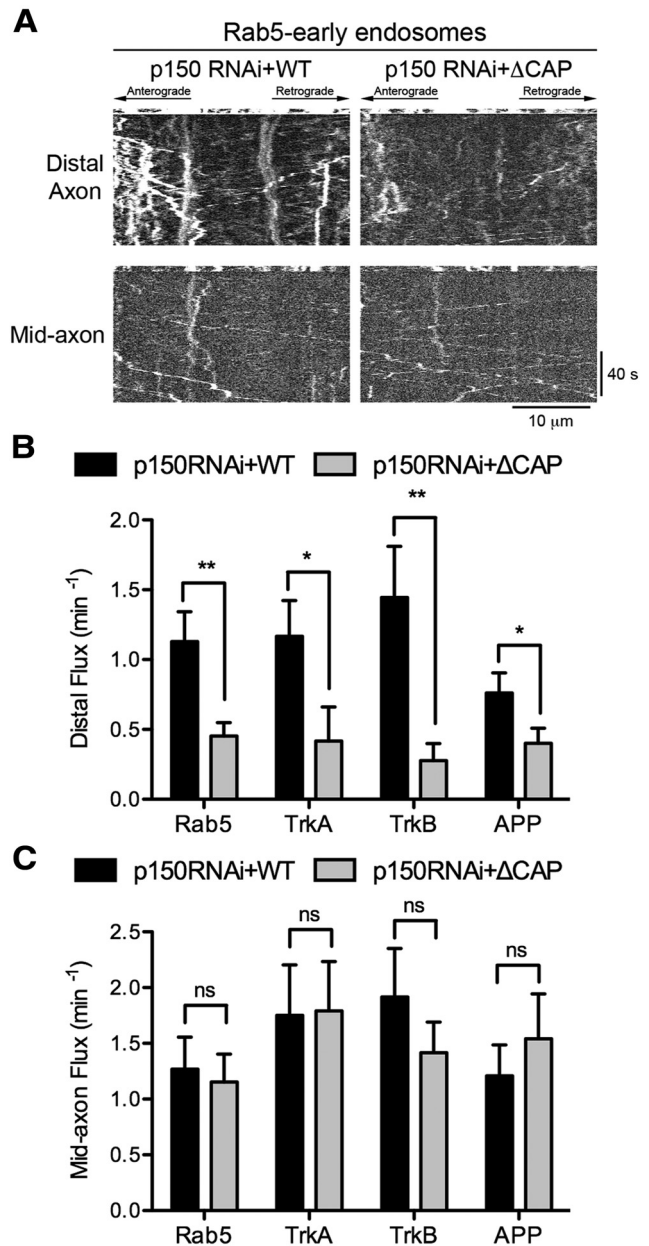 A
Rab5-early endosomes
p150 RNAi+WT p150 RNAi+ΔCAP
Anterograde Retrograde Anterograde Retrograde
Distal
Axon
Mid-axon
40 s
10 μm
B
p150RNAi+WT p150RNAi+ΔCAP
Distal Flux (min ⁻¹)
2.0
1.5
1.0
0.5
0.0
** * ** *
Rab5 TrkA TrkB APP
C
p150RNAi+WT p150RNAi+ΔCAP
Mid-axon Flux (min ⁻¹)
2.5
2.0
1.5
1.0
0.5
0.0
ns ns ns ns
Rab5 TrkA TrkB APP